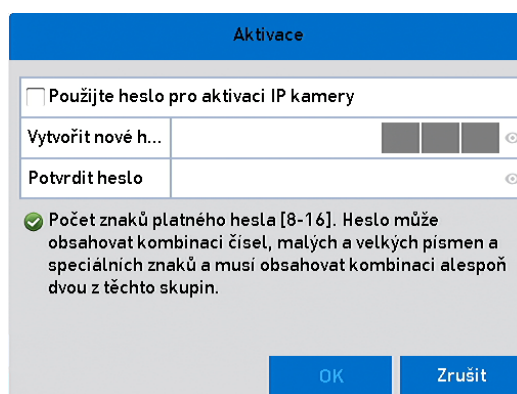 Aktivace
Použijte heslo pro aktivaci IP kamery
Vytvořit nové h...
Potvrdit heslo
Počet znaků platného hesla [8-16]. Heslo může
obsahovat kombinaci čísel, malých a velkých písmen a
speciálních znaků a musí obsahovat kombinaci alespoň
dvou z těchto skupin.
OK
Zrušit